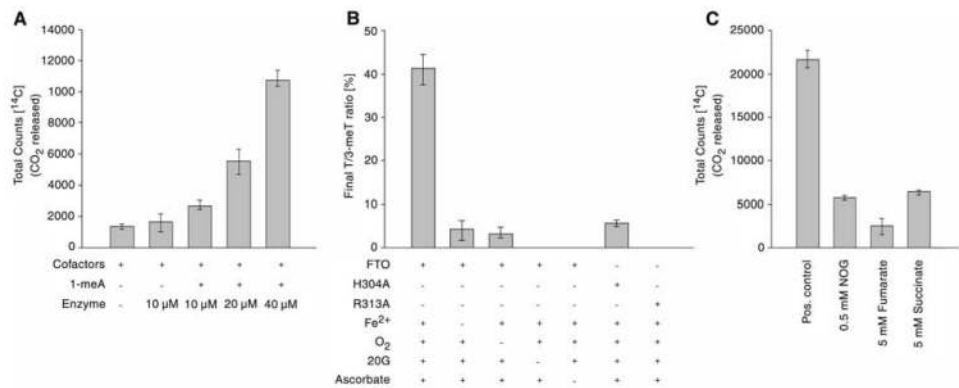 A
Total Counts [¹⁴C]
(CO₂ released)
14000
12000
10000
8000
6000
4000
2000
0
Cofactors + + + + +
1-meA - - + + +
Enzyme - 10 µM 10 µM 20 µM 40 µM
B
Final T/3-meT ratio [%]
50
40
30
20
10
0
FTO + + + + + - -
H304A - - - - - + -
R313A - - - - - - +
Fe²⁺ + - + + + + +
O₂ + + - + + + +
20G + + + - + + +
Ascorbate + + + + - + +
C
Total Counts [¹⁴C]
(CO₂ released)
25000
20000
15000
10000
5000
0
Pos. control
0.5 mM NOG
5 mM Fumarate
5 mM Succinate